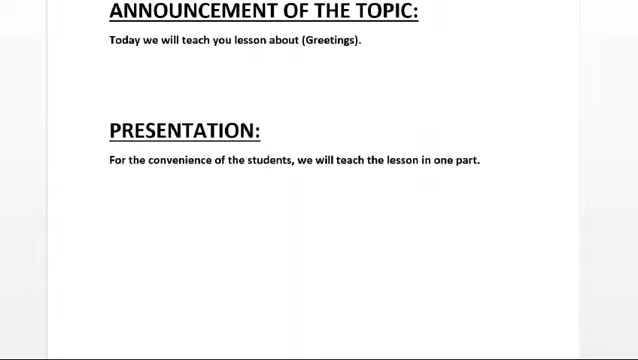 ANNOUNCEMENT OF THE TOPIC:
Today we will teach you lesson about (Greetings).
PRESENTATION:
For the convenience of the students, we will teach the lesson in one part.